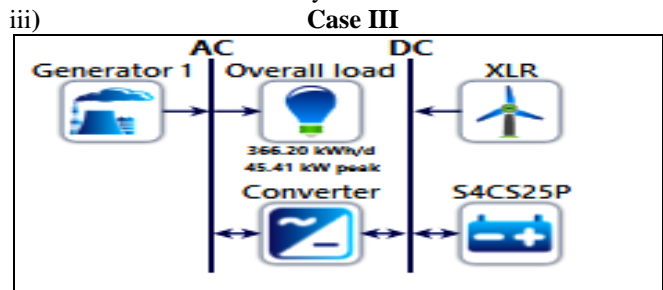 iii) Case III
AC DC
Generator 1 Overall load XLR
366.20 kWh/d
45.41 kW peak
Converter S4CS25P